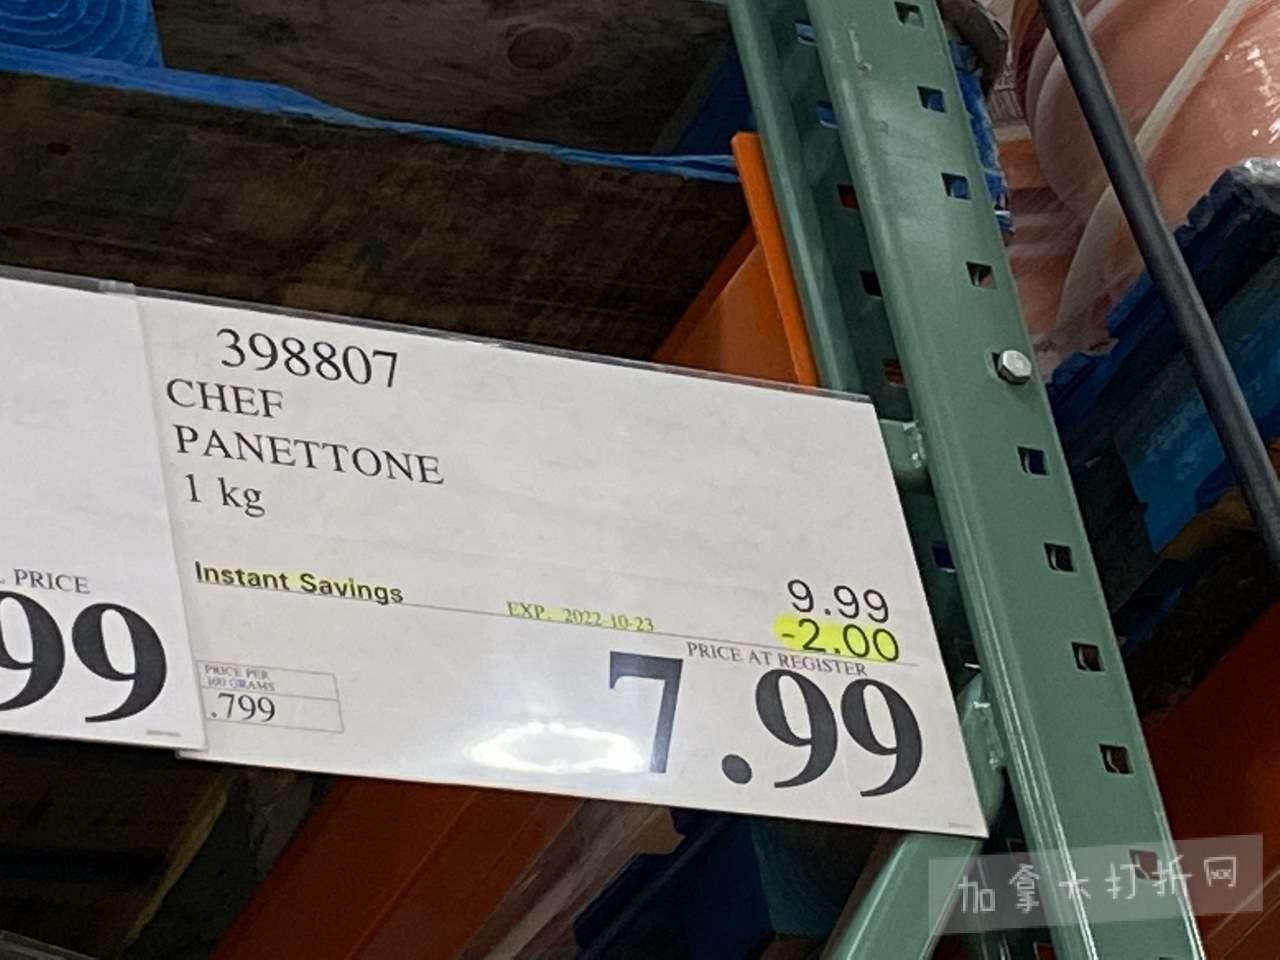 398807
CHEF
PANETTONE
1 kg
Instant Savings
EXP. 2022-10-23
9.99
-2.00
PRICE AT REGISTER
7.99
PRICE PER
100 GRAMS
.799
PRICE
99
加拿大打折网